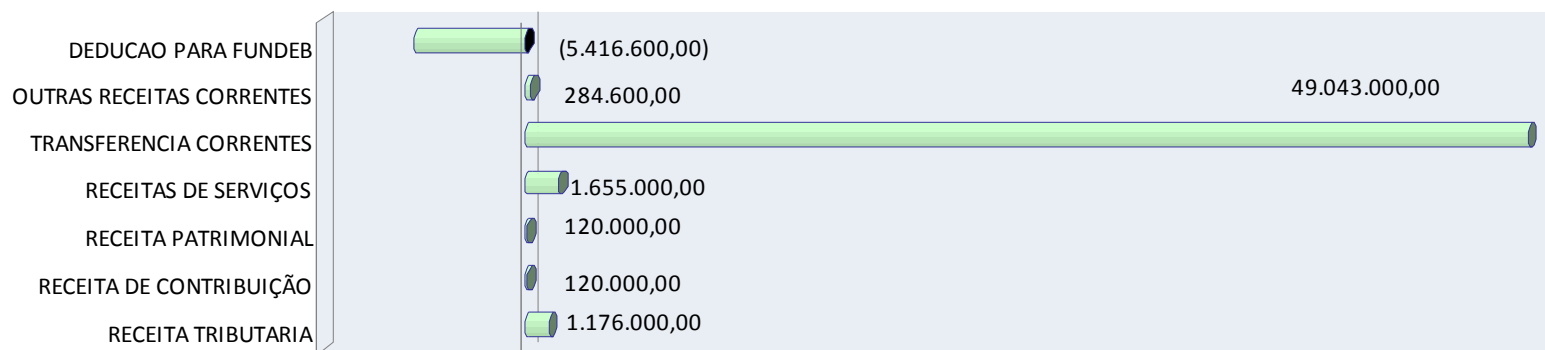 DEDUCAO PARA FUNDEB (5.416.600,00)
OUTRAS RECEITAS CORRENTES 284.600,00
49.043.000,00
TRANSFERENCIA CORRENTES
RECEITAS DE SERVIÇOS 1.655.000,00
RECEITA PATRIMONIAL 120.000,00
RECEITA DE CONTRIBUIÇÃO 120.000,00
RECEITA TRIBUTARIA 1.176.000,00